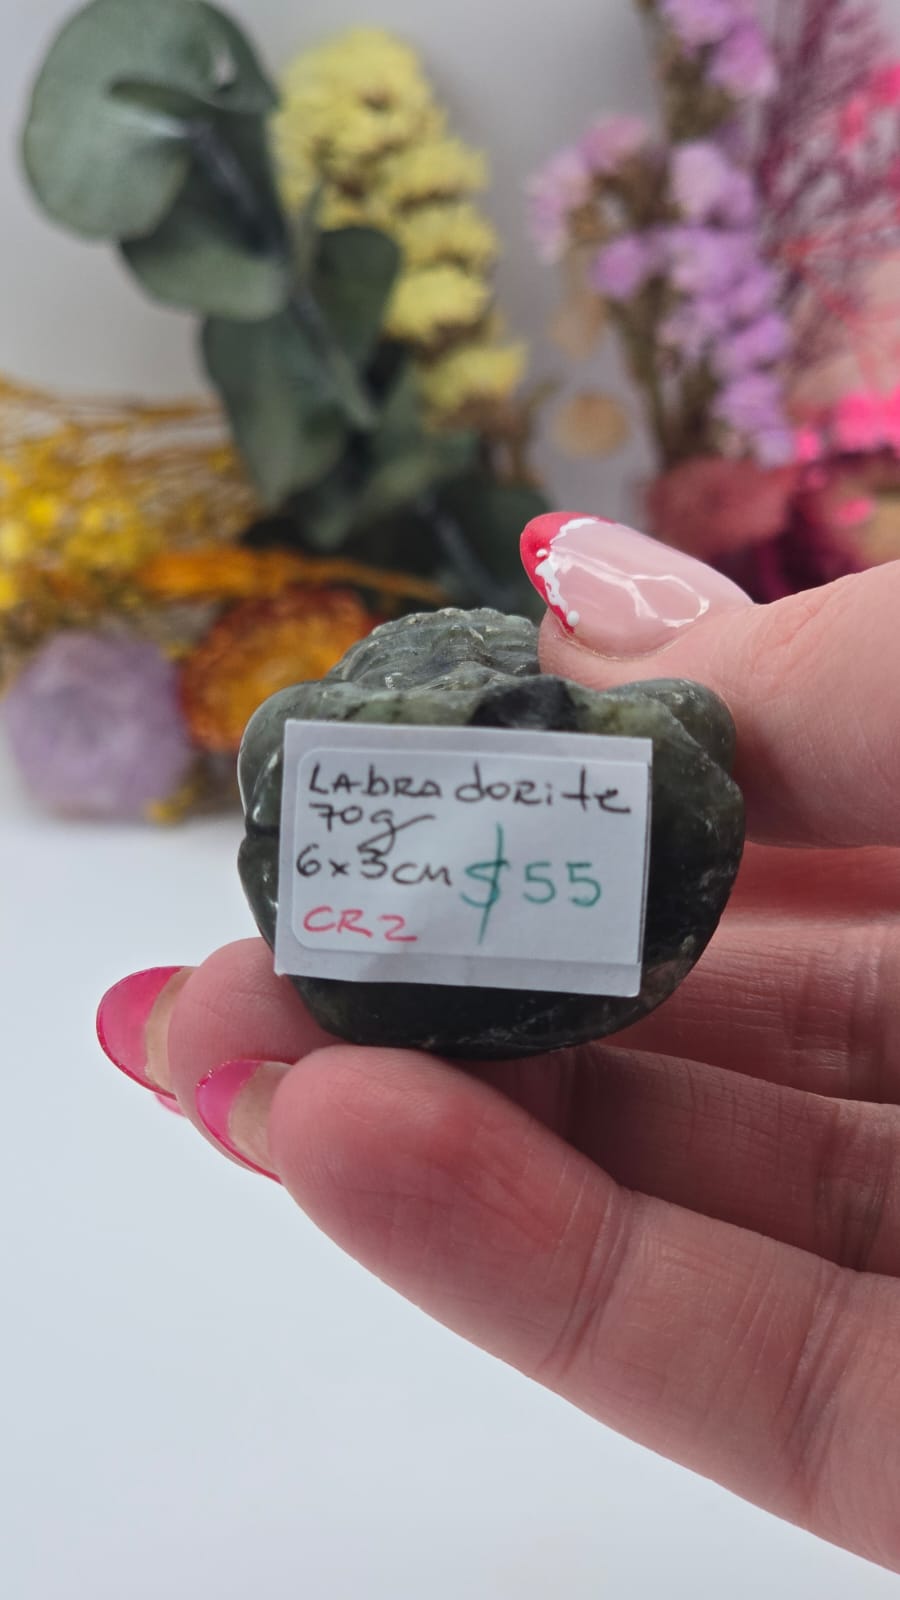 LAbRAdORite
70g
6x3cm $55
CR2